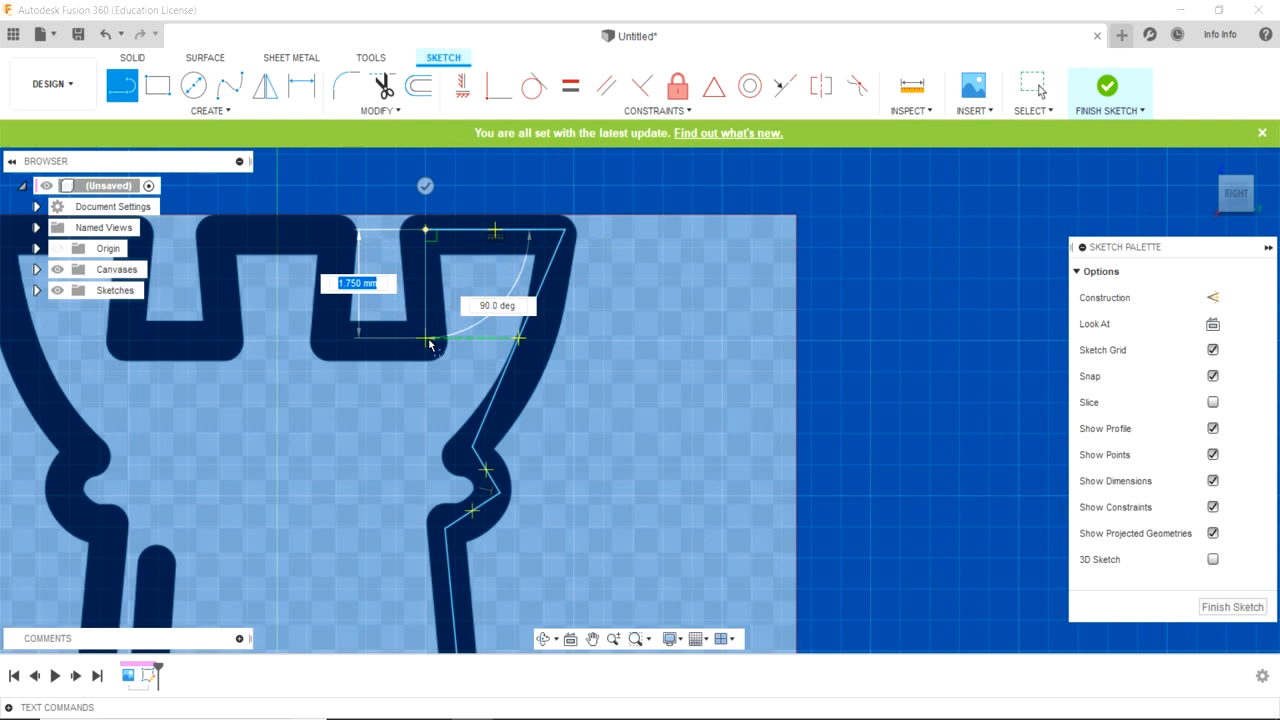 Autodesk Fusion 360 (Education License)
Untitled*
Info Info
SOLID SURFACE SHEET METAL TOOLS SKETCH
DESIGN
CREATE MODIFY CONSTRAINTS INSPECT INSERT SELECT FINISH SKETCH
You are all set with the latest update. Find out what's new.
BROWSER
(Unsaved)
Document Settings
Named Views
Origin
Canvases
Sketches
1.750 mm
90.0 deg
RIGHT
SKETCH PALETTE
Options
Construction
Look At
Sketch Grid
Snap
Slice
Show Profile
Show Points
Show Dimensions
Show Constraints
Show Projected Geometries
3D Sketch
Finish Sketch
COMMENTS
TEXT COMMANDS